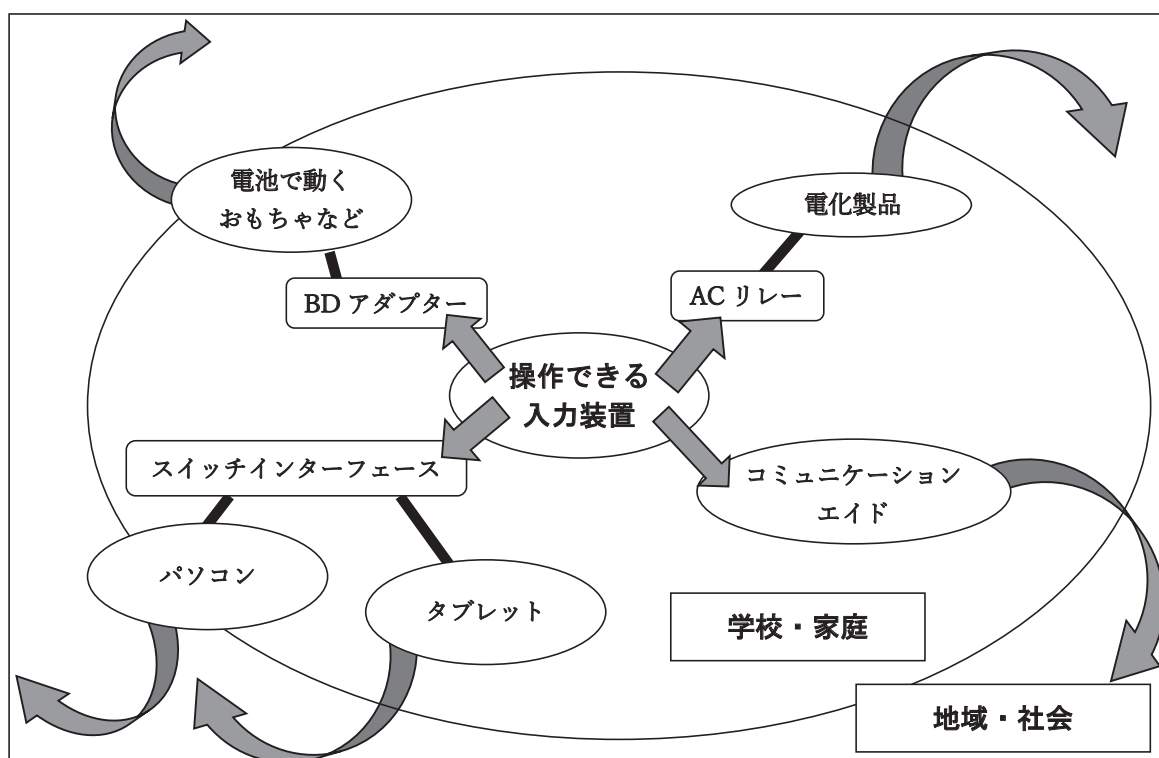 電池で動く
おもちゃなど
電化製品
BD アダプター
AC リレー
操作できる
入力装置
スイッチインターフェース
コミュニケーション
エイド
パソコン
タブレット
学校・家庭
地域・社会